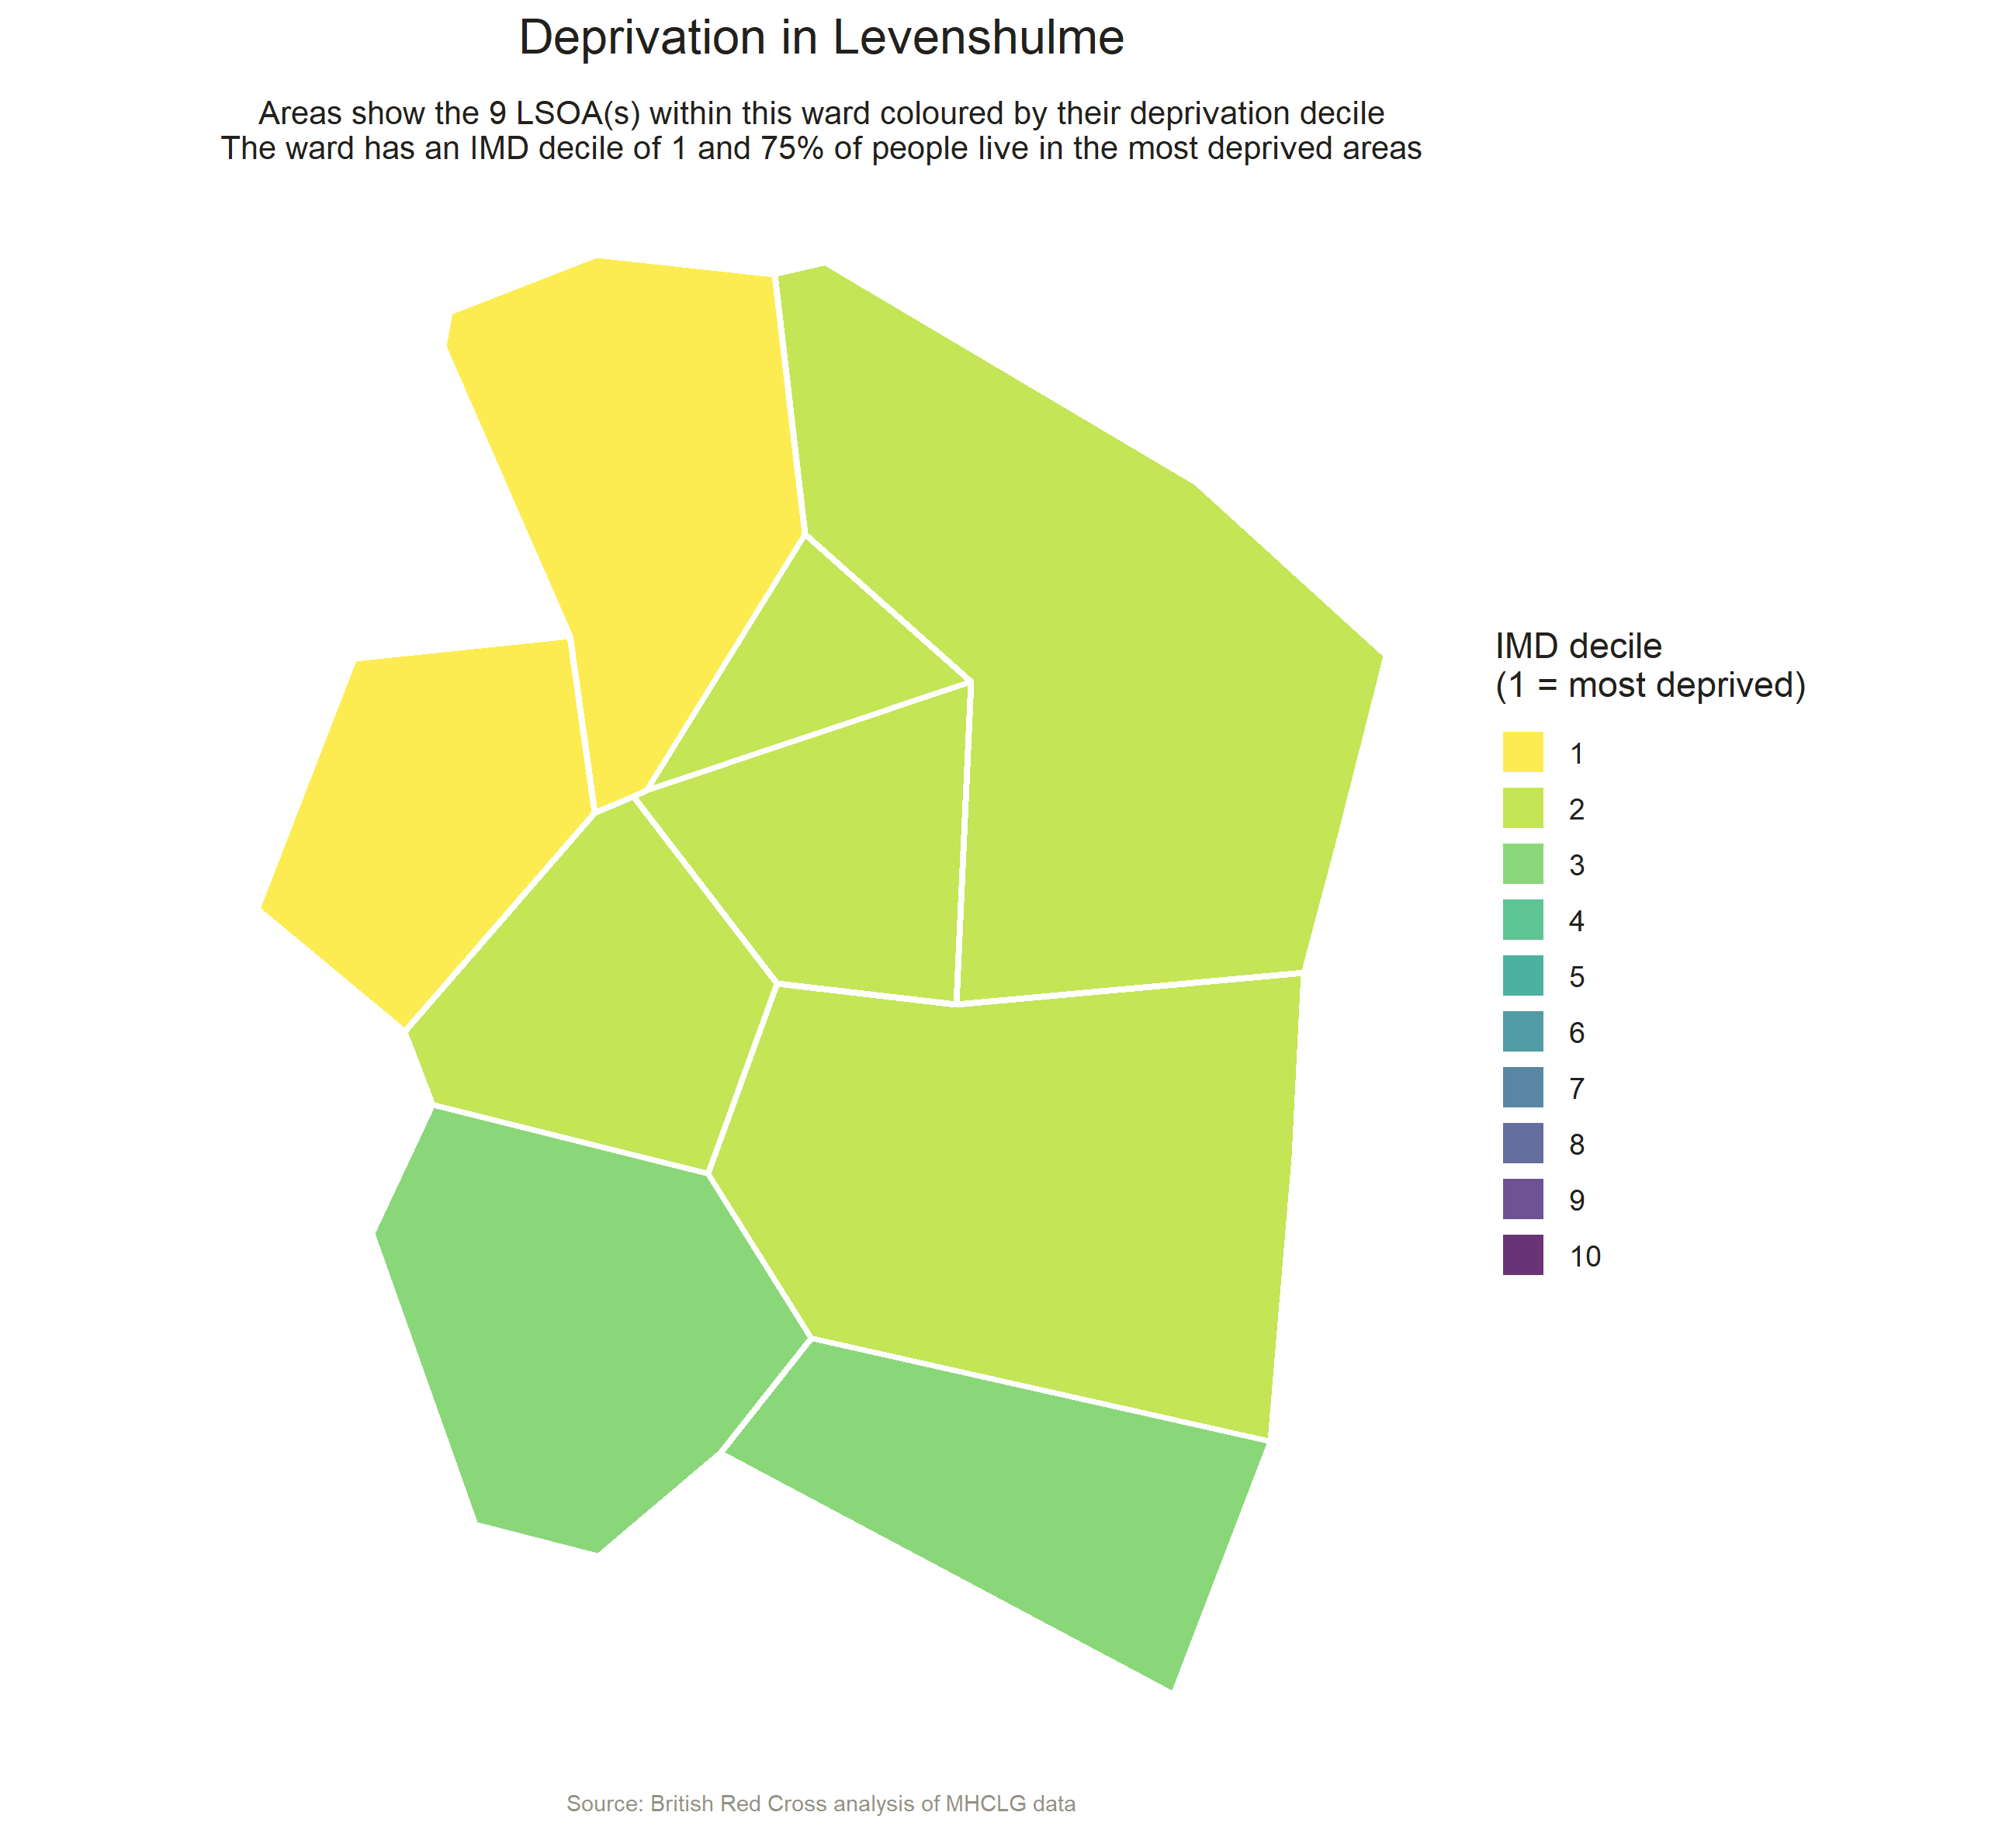 Deprivation in Levenshulme
Areas show the 9 LSOA(s) within this ward coloured by their deprivation decile
The ward has an IMD decile of 1 and 75% of people live in the most deprived areas
IMD decile
(1 = most deprived)
1
2
3
4
5
6
7
8
9
10
Source: British Red Cross analysis of MHCLG data